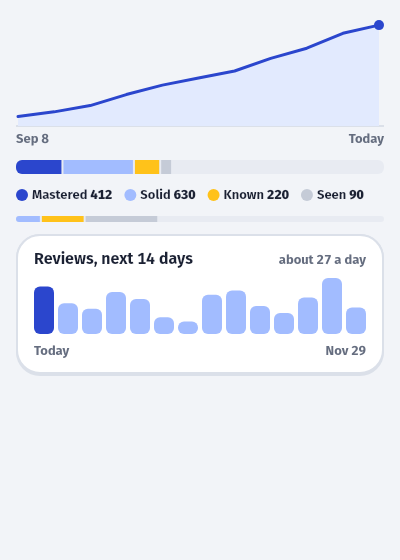 Sep 8 Today
Mastered 412 Solid 630 Known 220 Seen 90
Reviews, next 14 days about 27 a day
Today Nov 29